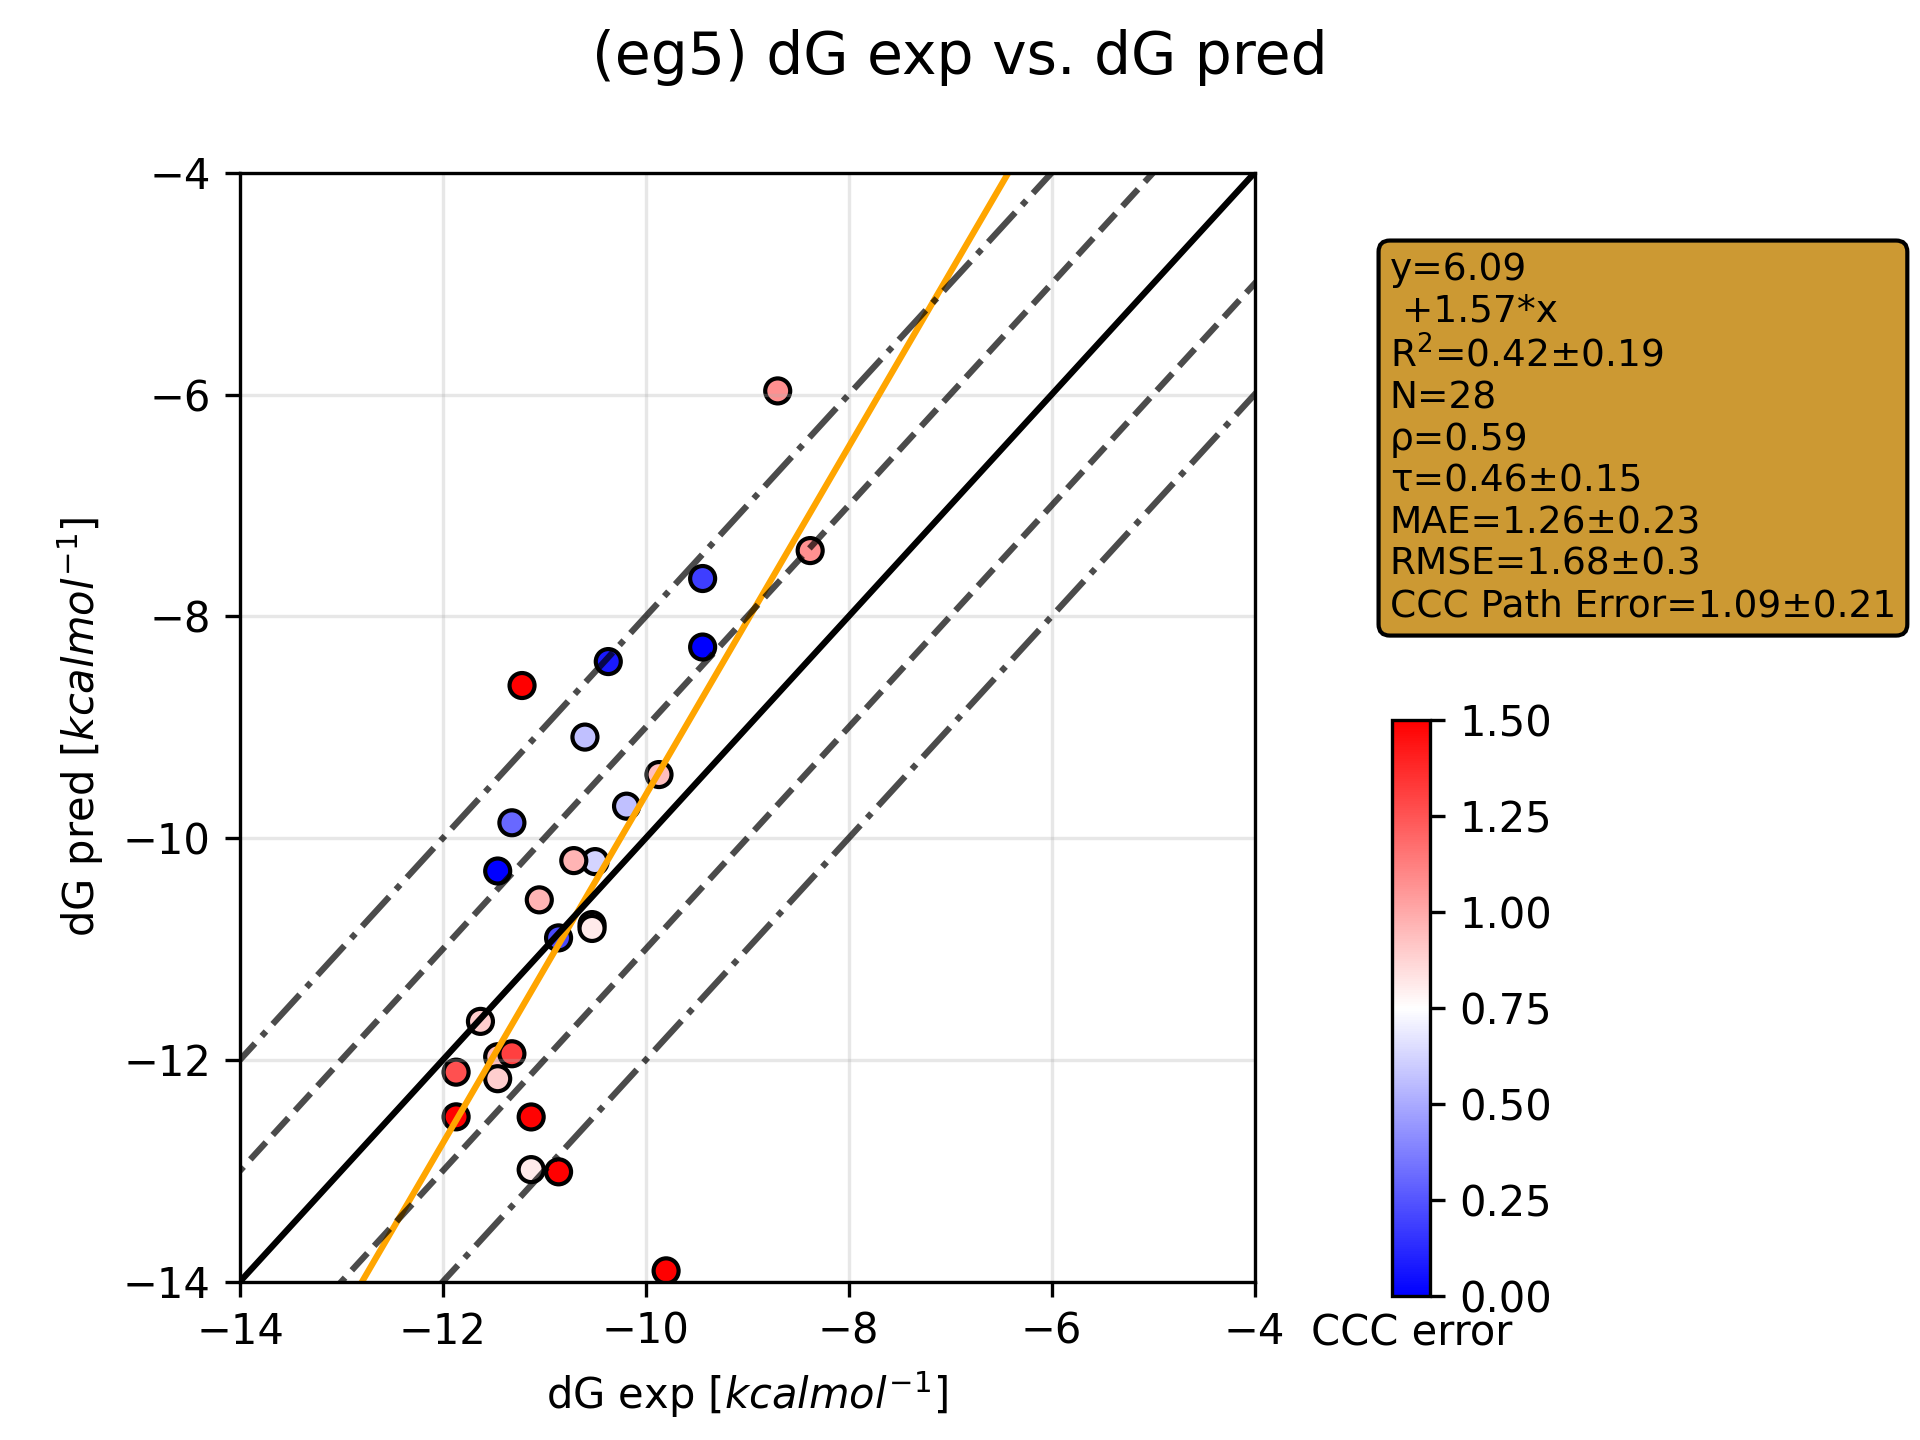 (eg5) dG exp vs. dG pred
−4
−6
−8
−10
−12
−14
dG pred [kcalmol⁻¹]
−14
−12
−10
−8
−6
−4
dG exp [kcalmol⁻¹]
y=6.09
+1.57*x
R²=0.42±0.19
N=28
ρ=0.59
τ=0.46±0.15
MAE=1.26±0.23
RMSE=1.68±0.3
CCC Path Error=1.09±0.21
1.50
1.25
1.00
0.75
0.50
0.25
0.00
CCC error